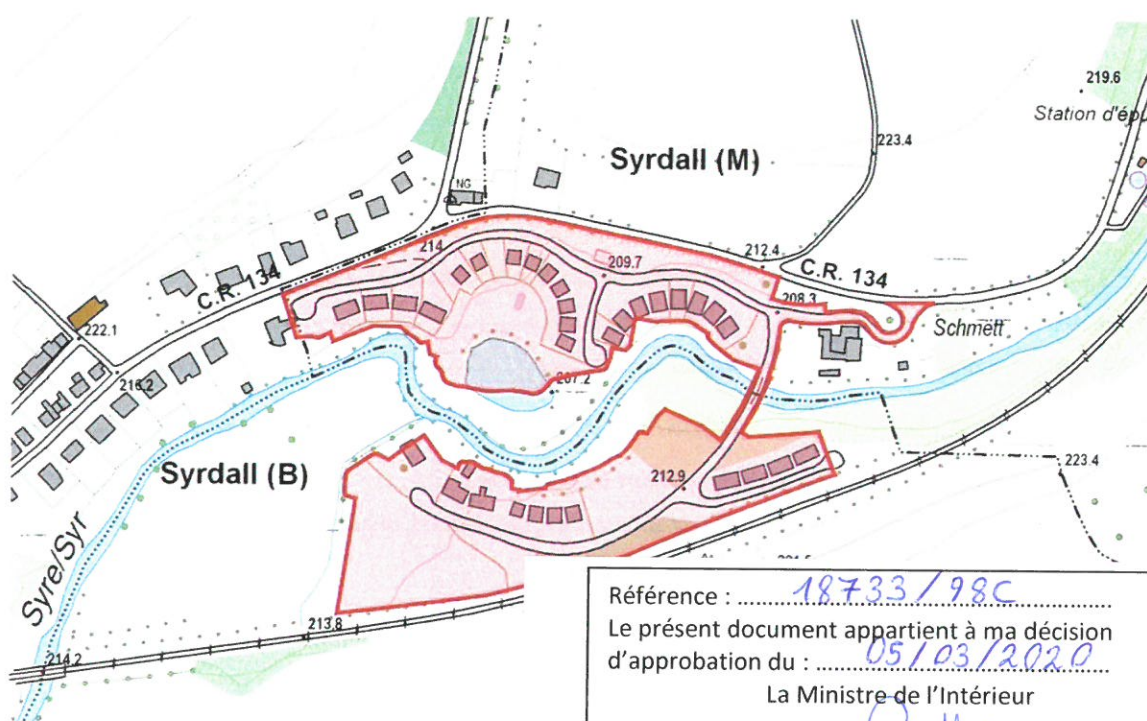 219.6
Station d'épu
223.4
Syrdall (M)
NG
214
212.4
209.7
C.R. 134
C.R. 134
208.3
Schmett
222.1
216.2
207.2
Syrdall (B)
223.4
212.9
Syre/Syr
213.8
214.2
Référence : 18733/98C
Le présent document appartient à ma décision
d'approbation du : 05/03/2020
La Ministre de l'Intérieur